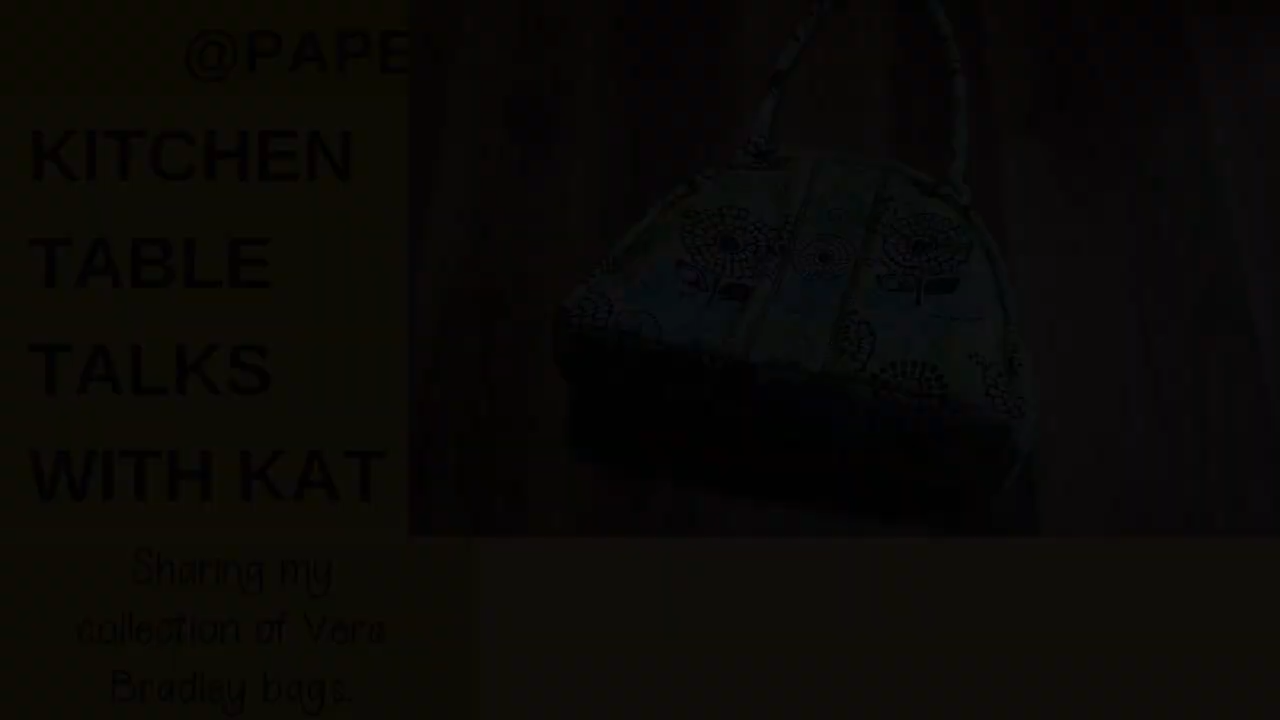 @PAPE
KITCHEN
TABLE
TALKS
WITH KAT
Sharing my
collection of Vera
Bradley bags.